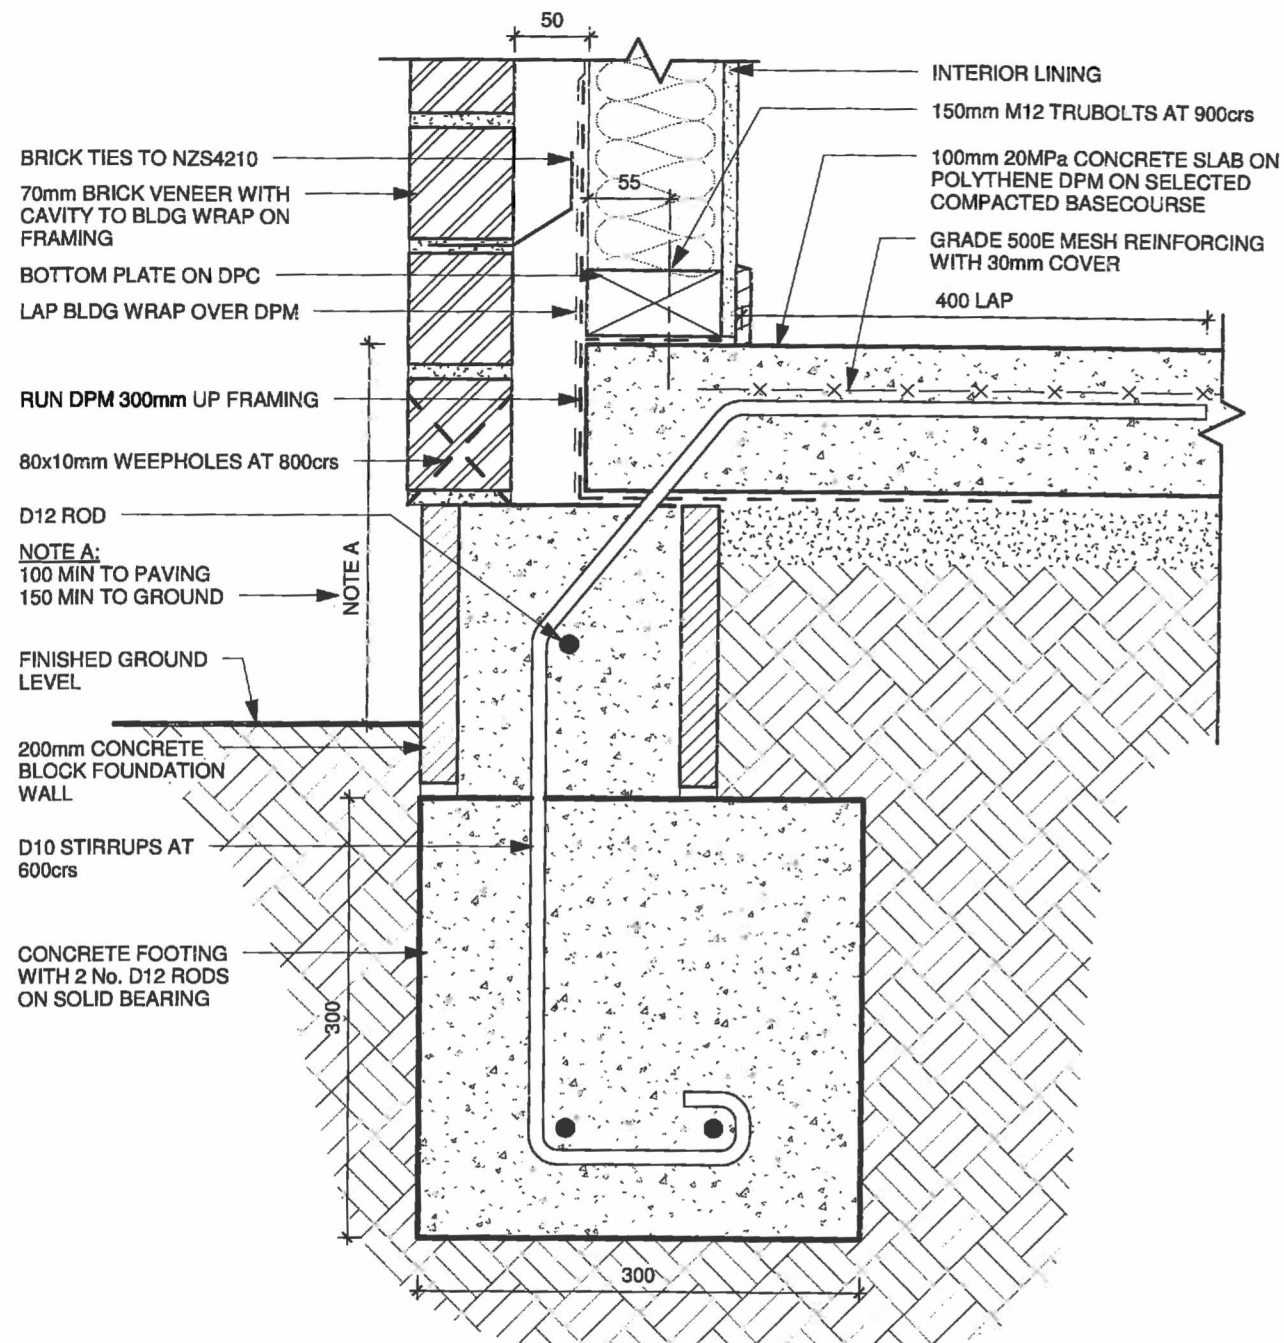 50
INTERIOR LINING
150mm M12 TRUBOLTS AT 900crs
BRICK TIES TO NZS4210
70mm BRICK VENEER WITH
CAVITY TO BLDG WRAP ON
FRAMING
55
100mm 20MPa CONCRETE SLAB ON
POLYTHENE DPM ON SELECTED
COMPACTED BASECOURSE
GRADE 500E MESH REINFORCING
WITH 30mm COVER
BOTTOM PLATE ON DPC
400 LAP
LAP BLDG WRAP OVER DPM
RUN DPM 300mm UP FRAMING
80x10mm WEEPHOLES AT 800crs
D12 ROD
NOTE A:
100 MIN TO PAVING
150 MIN TO GROUND
NOTE A
FINISHED GROUND
LEVEL
200mm CONCRETE
BLOCK FOUNDATION
WALL
D10 STIRRUPS AT
600crs
CONCRETE FOOTING
WITH 2 No. D12 RODS
ON SOLID BEARING
300
300